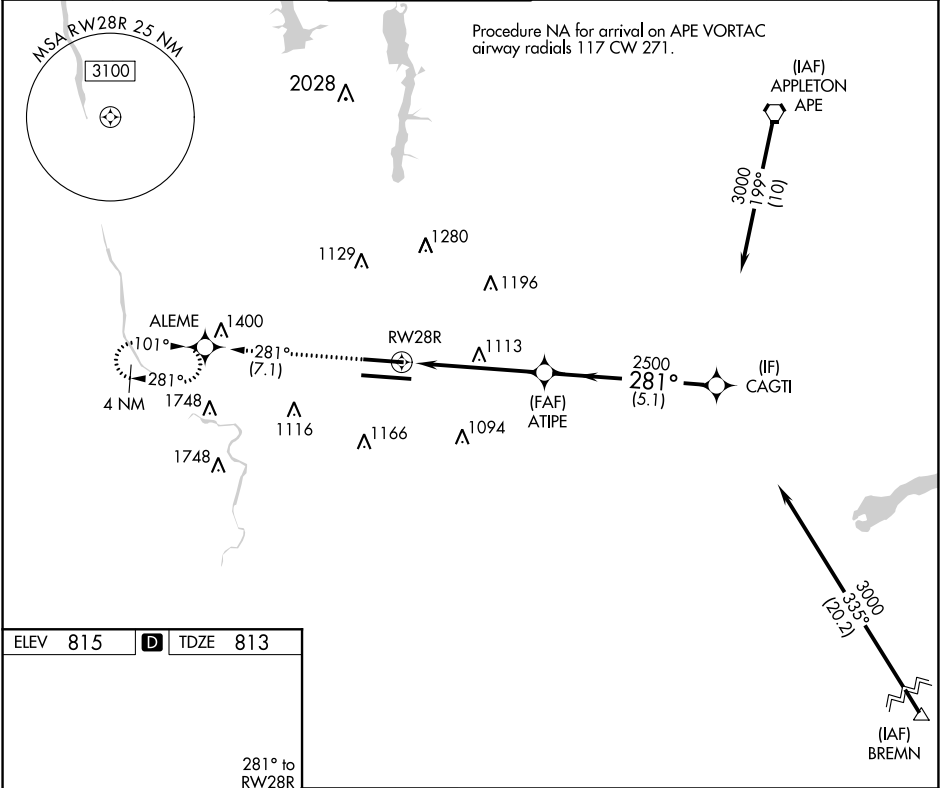 MSA RW28R 25 NM
3100
Procedure NA for arrival on APE VORTAC
airway radials 117 CW 271.
2028
(IAF)
APPLETON
APE
3000
199°
(10)
1129
1280
1196
ALEME
1400
RW28R
1113
101°
281°
(7.1)
281°
4 NM
2500
281°
(5.1)
(IF)
CAGTI
(FAF)
ATIPE
1748
1116
1166
1094
1748
3000
335°
(20.2)
(IAF)
BREMN
ELEV 815 D TDZE 813
281° to
RW28R